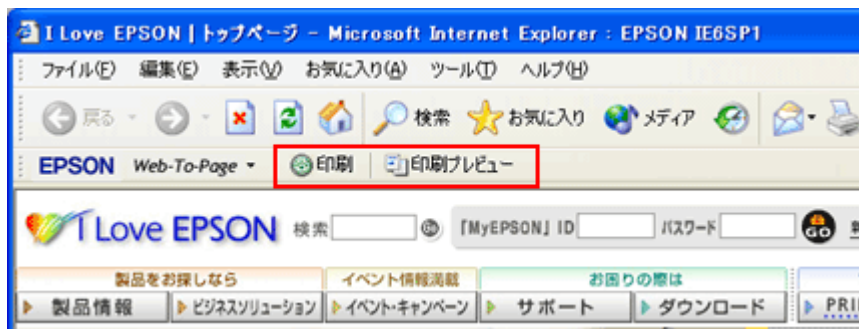 I Love EPSON | トップページ - Microsoft Internet Explorer : EPSON IE6SP1
ファイル(F) 編集(E) 表示(V) お気に入り(A) ツール(T) ヘルプ(H)
戻る 検索 お気に入り メディア
EPSON Web-To-Page 印刷 印刷プレビュー
I Love EPSON 検索 「MyEPSON」 ID パスワード GO
製品をお探しなら イベント情報満載 お困りの際は
製品情報 ビジネスソリューション イベント・キャンペーン サポート ダウンロード PRI